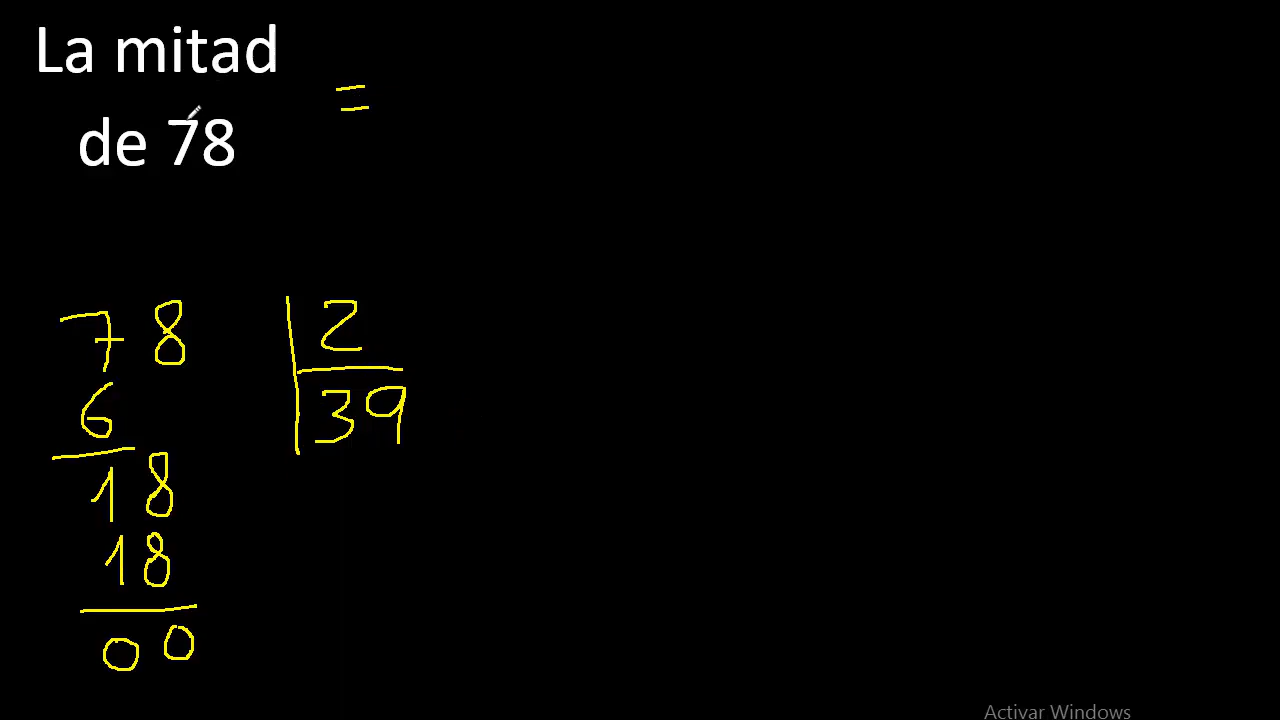 La mitad
de 78 =
78 2
6 39
18
18
00
Activar Windows